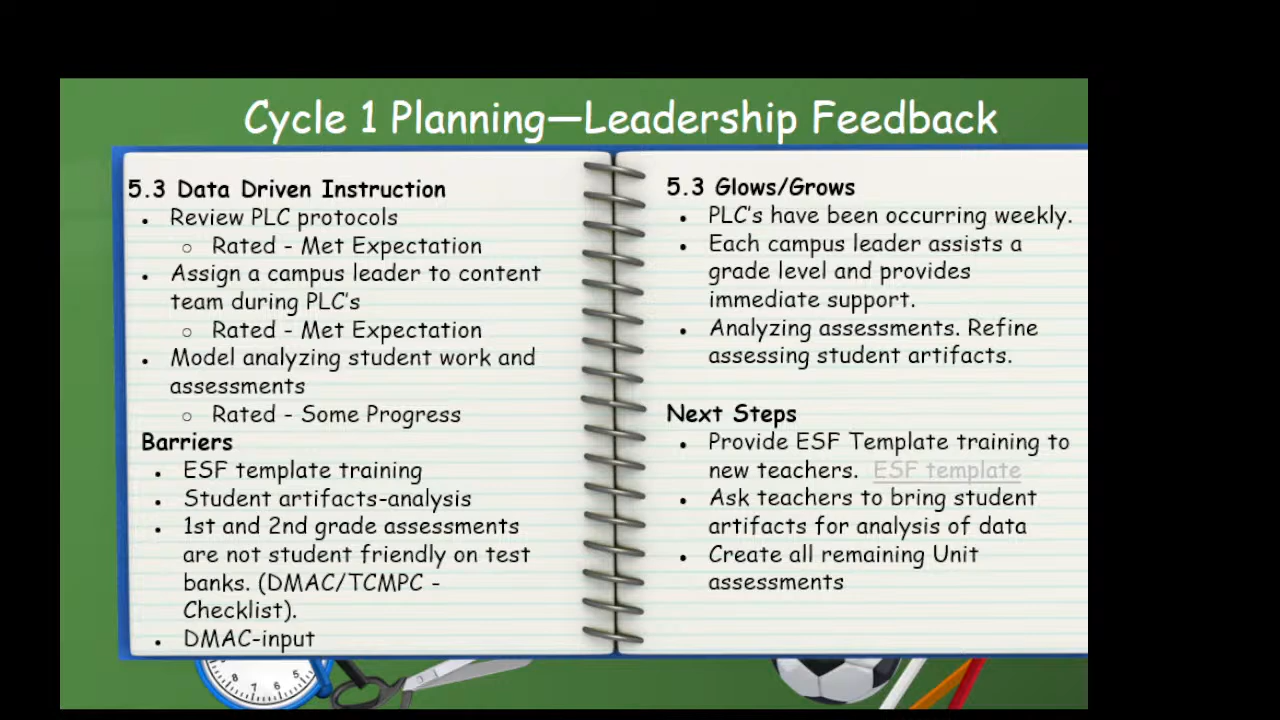 Cycle 1 Planning—Leadership Feedback
5.3 Data Driven Instruction
• Review PLC protocols
○ Rated - Met Expectation
• Assign a campus leader to content
team during PLC's
○ Rated - Met Expectation
• Model analyzing student work and
assessments
○ Rated - Some Progress
Barriers
• ESF template training
• Student artifacts-analysis
• 1st and 2nd grade assessments
are not student friendly on test
banks. (DMAC/TCMPC -
Checklist).
• DMAC-input
5.3 Glows/Grows
• PLC's have been occurring weekly.
• Each campus leader assists a
grade level and provides
immediate support.
• Analyzing assessments. Refine
assessing student artifacts.
Next Steps
• Provide ESF Template training to
new teachers. ESF template
• Ask teachers to bring student
artifacts for analysis of data
• Create all remaining Unit
assessments
8 7 6 5